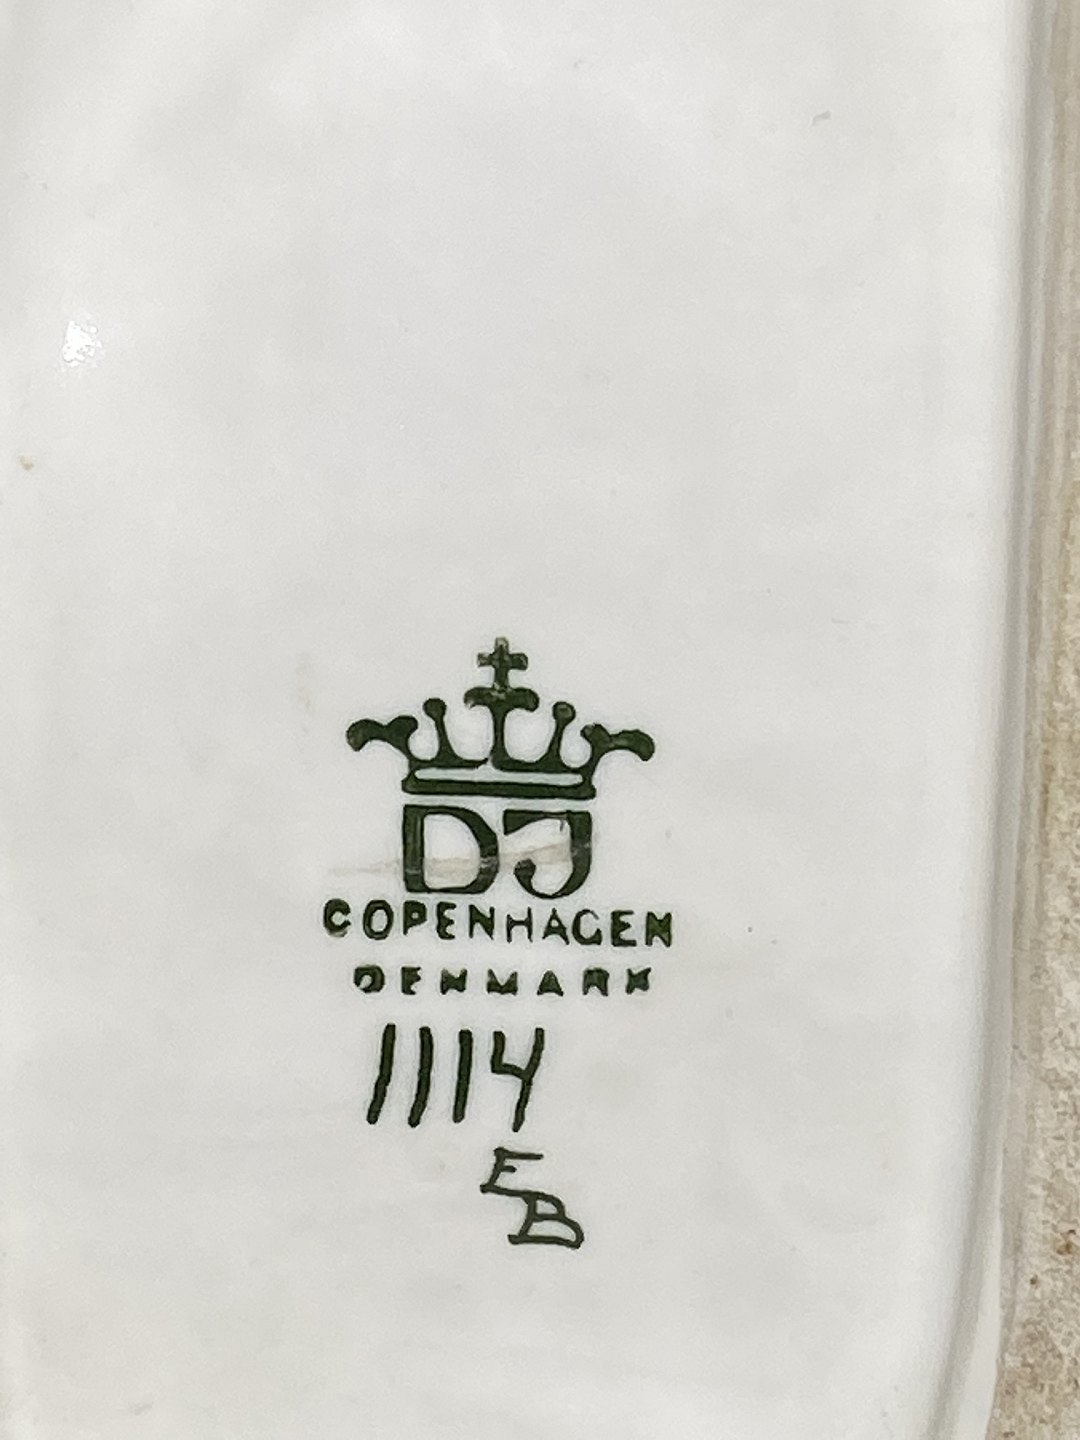 DJ
COPENHAGEN
DENMARK
1114
EB